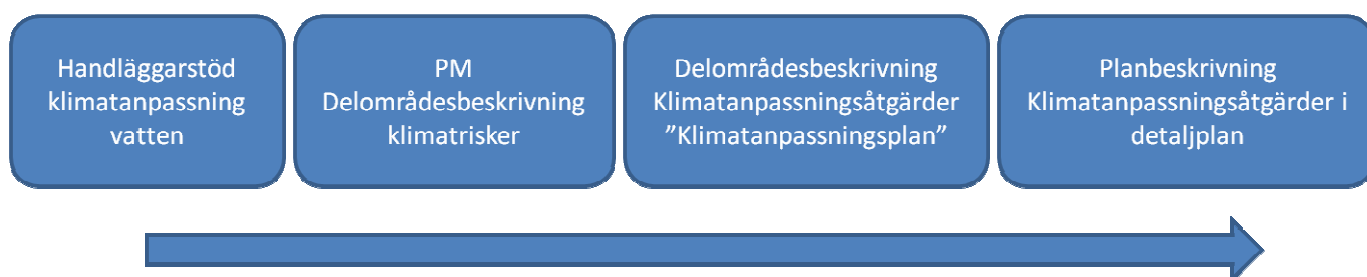 Handläggarstöd
klimatanpassning
vatten
PM
Delområdesbeskrivning
klimatrisker
Delområdesbeskrivning
Klimatanpassningsåtgärder
”Klimatanpassningsplan”
Planbeskrivning
Klimatanpassningsåtgärder i
detaljplan